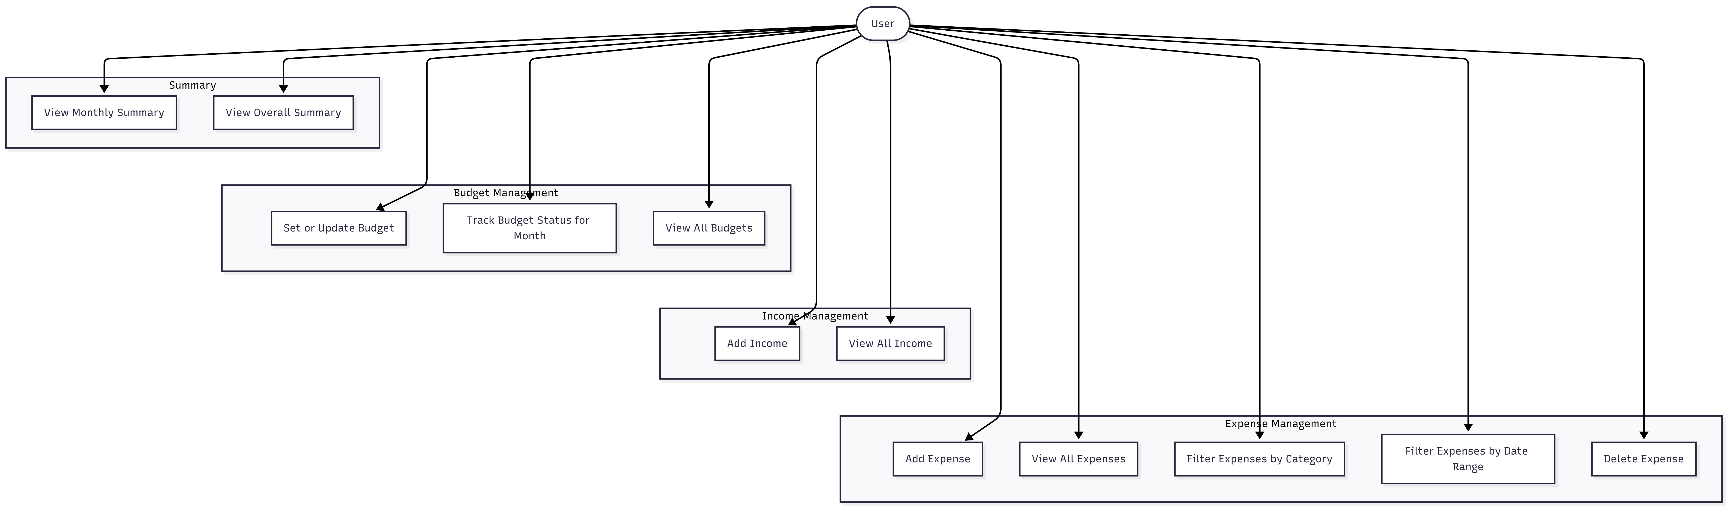 User
Summary
View Monthly Summary
View Overall Summary
Budget Management
Set or Update Budget
Track Budget Status for
Month
View All Budgets
Income Management
Add Income
View All Income
Expense Management
Add Expense
View All Expenses
Filter Expenses by Category
Filter Expenses by Date
Range
Delete Expense